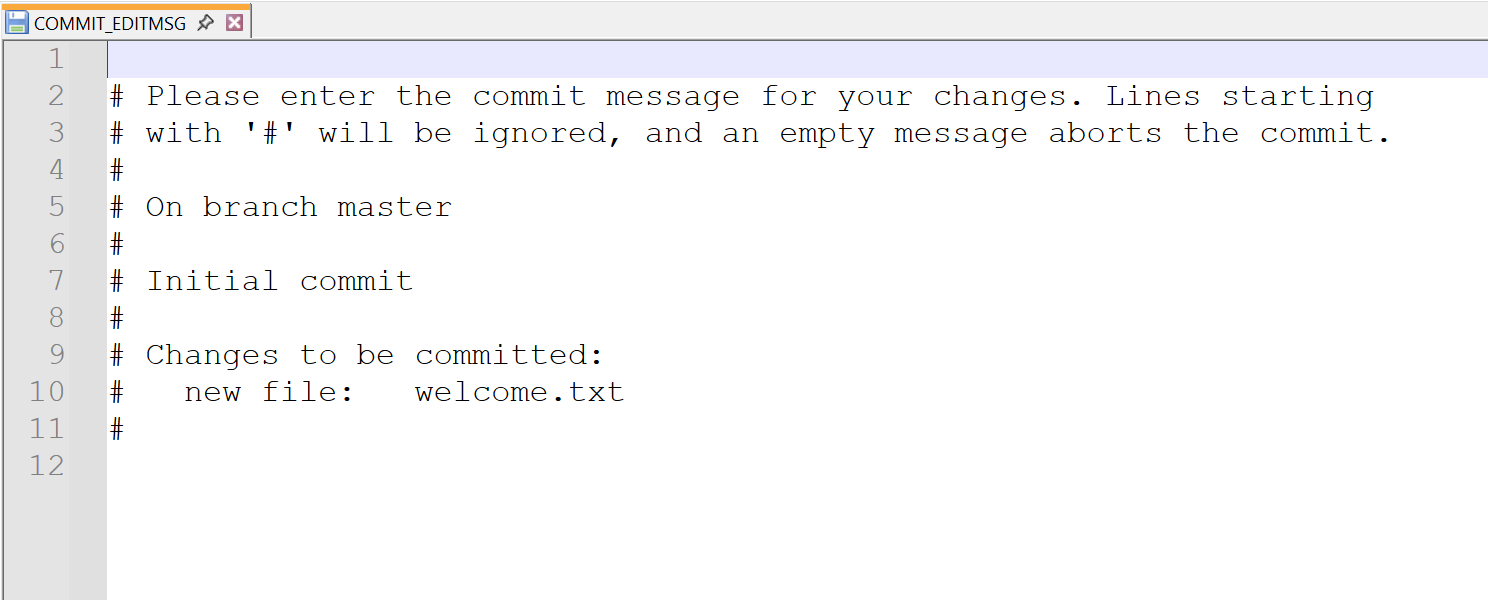 COMMIT_EDITMSG
1
2 # Please enter the commit message for your changes. Lines starting
3 # with '#' will be ignored, and an empty message aborts the commit.
4 #
5 # On branch master
6 #
7 # Initial commit
8 #
9 # Changes to be committed:
10 #   new file:   welcome.txt
11 #
12